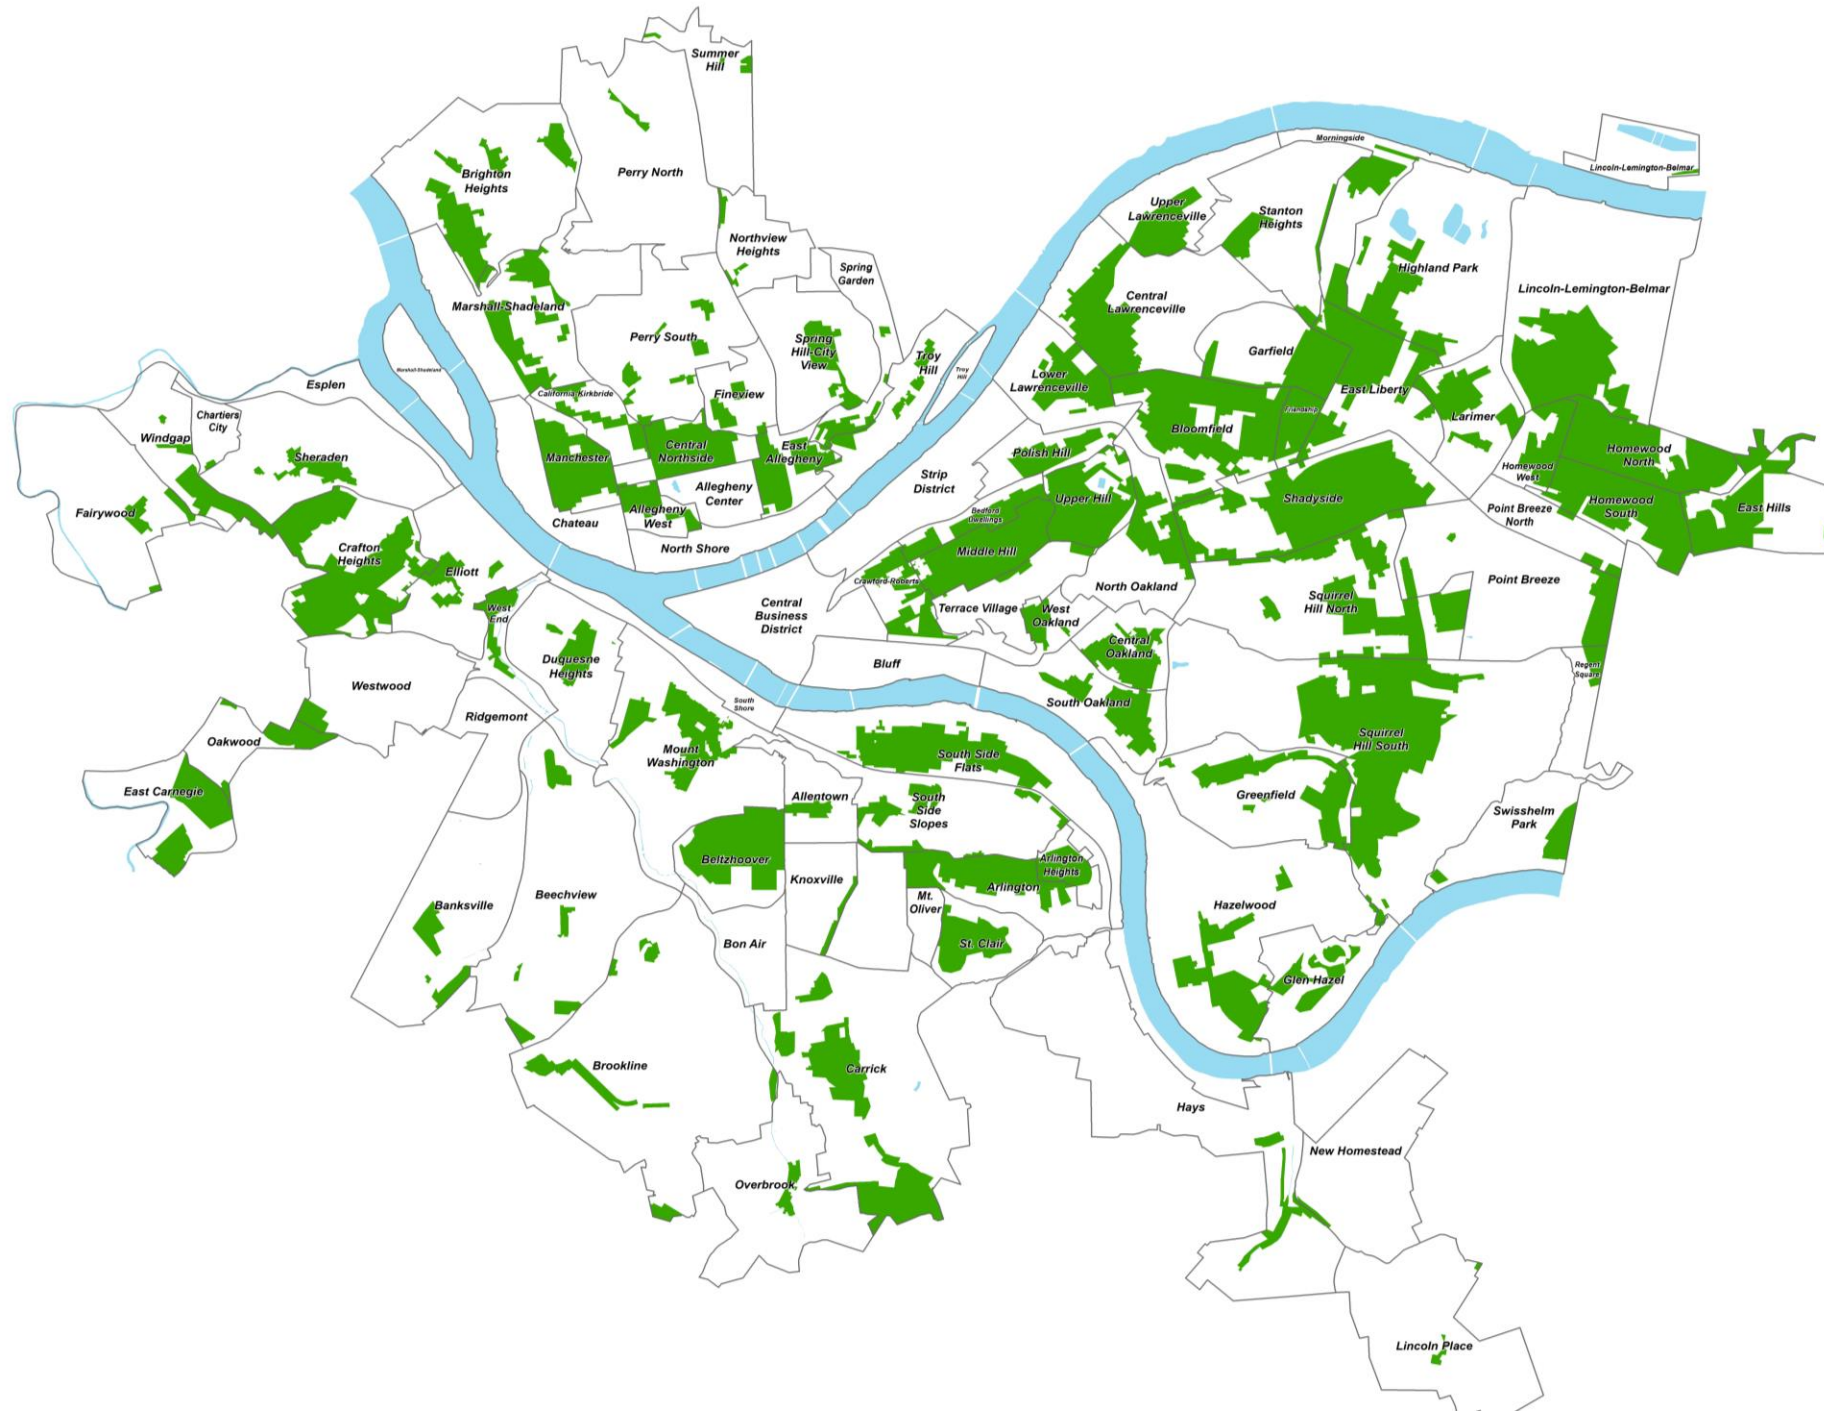 Summer
Hill
Morningside
Lincoln-Lemington-Belmar
Brighton
Heights
Perry North
Upper
Lawrenceville
Stanton
Heights
Northview
Heights
Spring
Garden
Highland Park
Lincoln-Lemington-Belmar
Marshall-Shadeland
Central
Lawrenceville
Perry South
Spring
Hill-City
View
Troy
Hill
Troy
Hill
Garfield
Marshall-Shadeland
Esplen
Lower
Lawrenceville
East Liberty
California-Kirkbride
Fineview
Friendship
Larimer
Chartiers
City
Windgap
Bloomfield
Sheraden
Manchester
Central
Northside
East
Allegheny
Polish Hill
Homewood
North
Homewood
West
Strip
District
Allegheny
Center
Upper Hill
Shadyside
Homewood
South
East Hills
Fairywood
Chateau
Allegheny
West
Bedford
Dwellings
Point Breeze
North
North Shore
Middle Hill
Crafton
Heights
Elliott
Crawford-Roberts
North Oakland
Point Breeze
Squirrel
Hill North
West
End
Central
Business
District
Terrace Village
West
Oakland
Central
Oakland
Duquesne
Heights
Bluff
Regent
Square
Westwood
South
Shore
South Oakland
Ridgemont
Oakwood
Mount
Washington
South Side
Flats
Squirrel
Hill South
East Carnegie
Allentown
South
Side
Slopes
Greenfield
Swisshelm
Park
Beltzhoover
Arlington
Heights
Knoxville
Arlington
Mt.
Oliver
Banksville
Beechview
Hazelwood
Bon Air
St. Clair
Glen Hazel
Brookline
Carrick
Hays
New Homestead
Overbrook
Lincoln Place